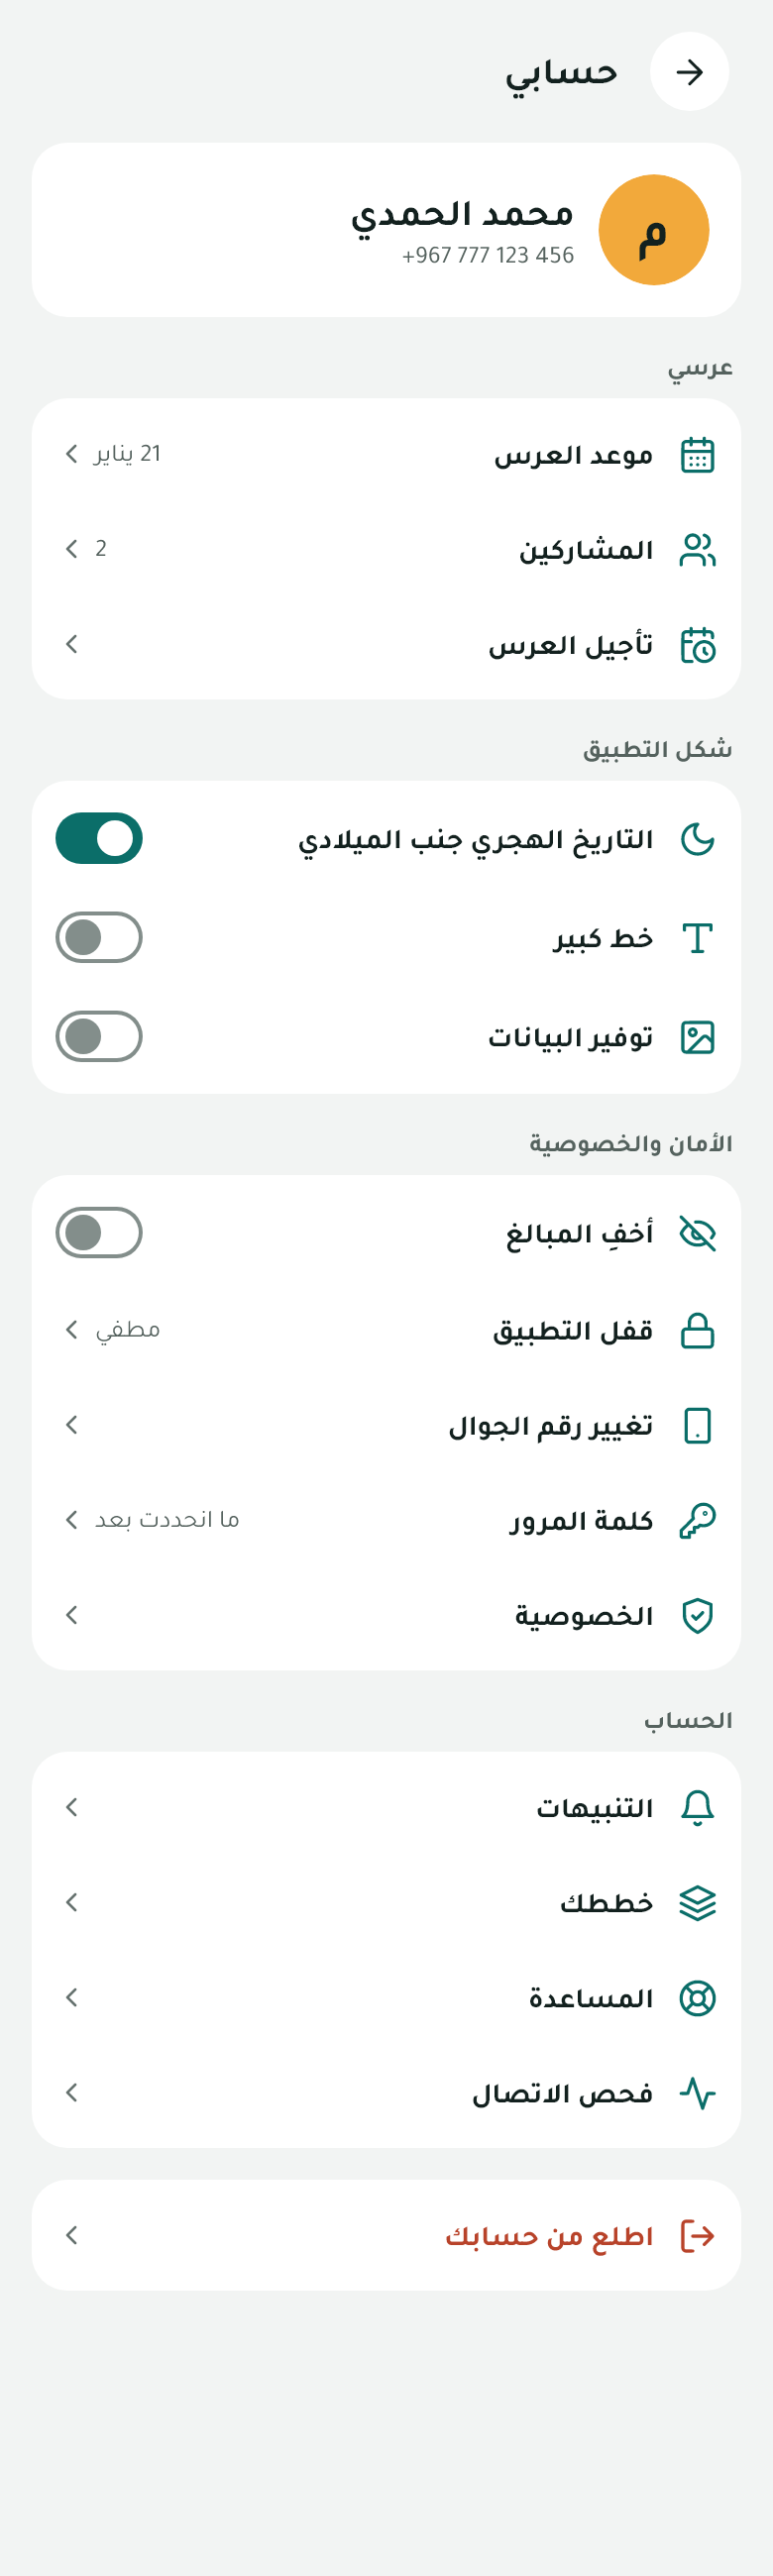 حسابي
م
محمد الحمدي
+967 777 123 456
عرسي
موعد العرس 21 يناير
المشاركين 2
تأجيل العرس
شكل التطبيق
التاريخ الهجري جنب الميلادي
خط كبير
توفير البيانات
الأمان والخصوصية
أخفِ المبالغ
قفل التطبيق مطفي
تغيير رقم الجوال
كلمة المرور ما انحددت بعد
الخصوصية
الحساب
التنبيهات
خططك
المساعدة
فحص الاتصال
اطلع من حسابك